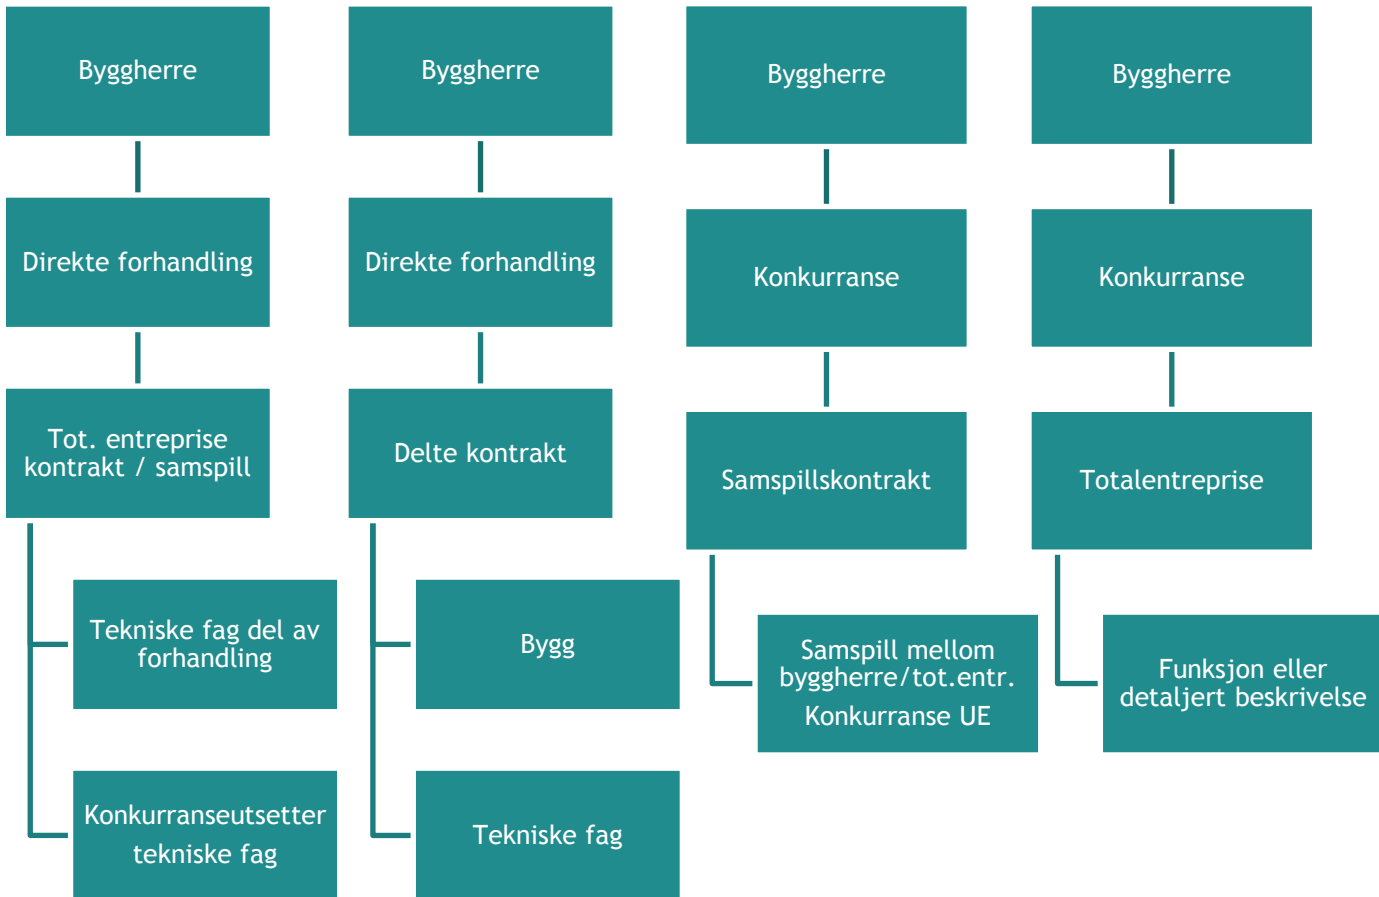 Byggherre
Direkte forhandling
Tot. entreprise
kontrakt / samspill
Tekniske fag del av
forhandling
Konkurranseutsetter
tekniske fag
Byggherre
Direkte forhandling
Delte kontrakt
Bygg
Tekniske fag
Byggherre
Konkurranse
Samspillskontrakt
Samspill mellom
byggherre/tot.entr.
Konkurranse UE
Byggherre
Konkurranse
Totalentreprise
Funksjon eller
detaljert beskrivelse